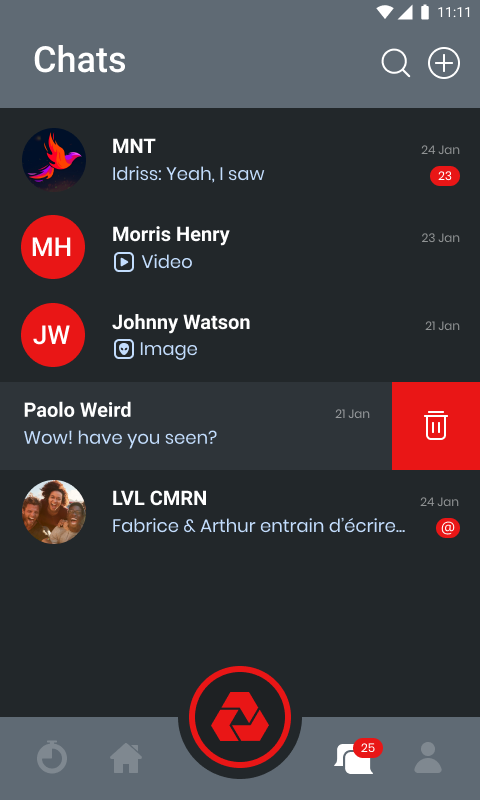 11:11
Chats
MNT
24 Jan
Idriss: Yeah, I saw
23
MH
Morris Henry
23 Jan
Video
JW
Johnny Watson
21 Jan
Image
Paolo Weird
21 Jan
Wow! have you seen?
LVL CMRN
24 Jan
Fabrice & Arthur entrain d'écrire...
@
25